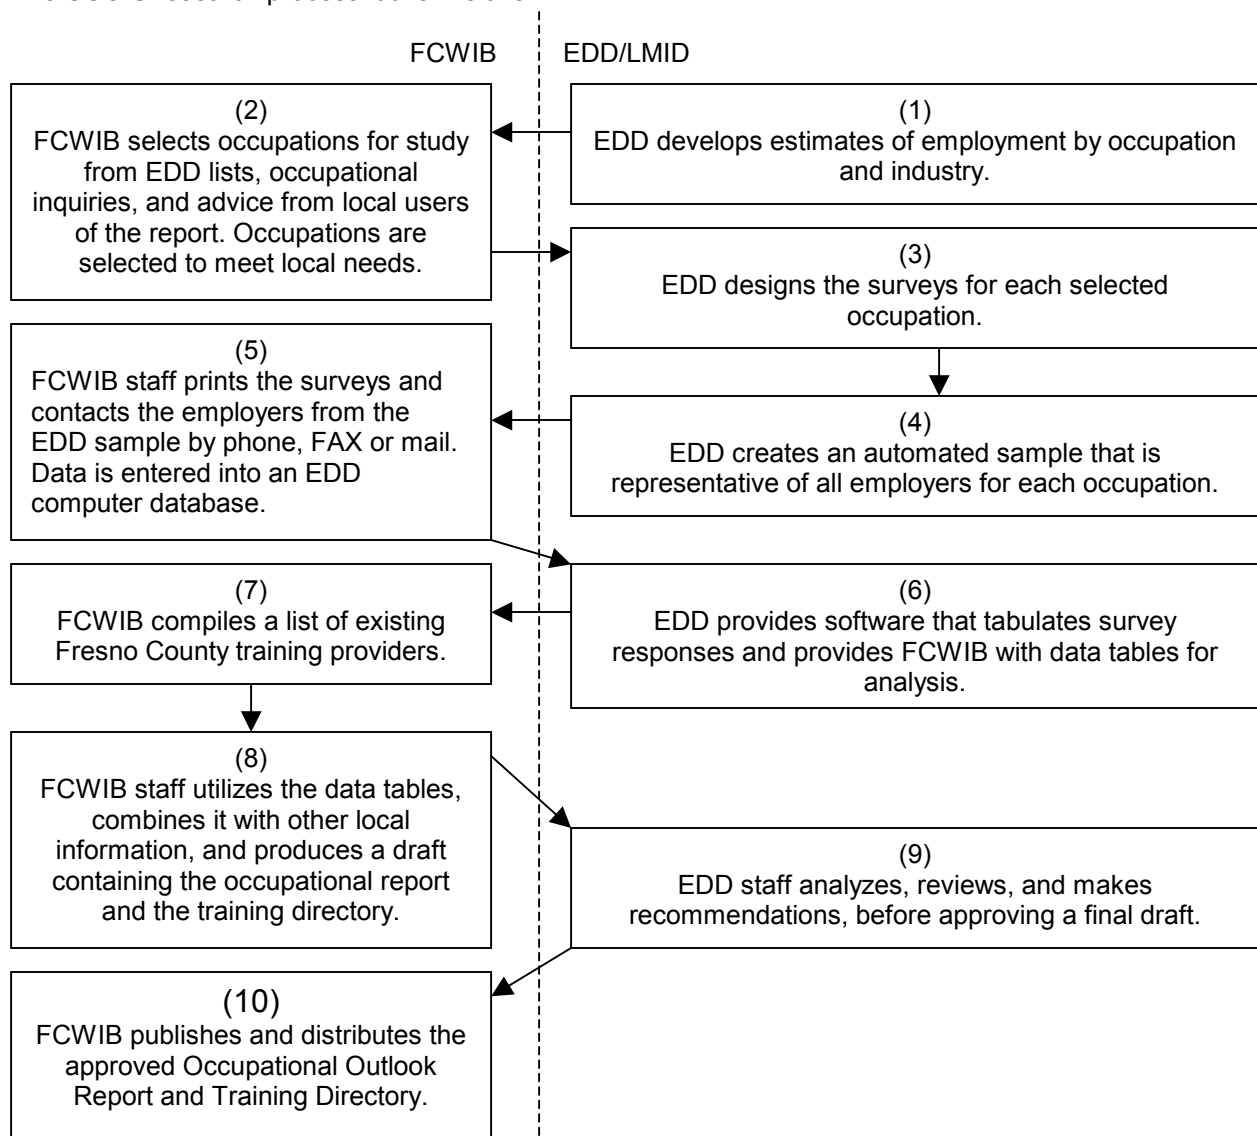 FCWIB
EDD/LMID
(1)
EDD develops estimates of employment by occupation
and industry.
(2)
FCWIB selects occupations for study
from EDD lists, occupational
inquiries, and advice from local users
of the report. Occupations are
selected to meet local needs.
(3)
EDD designs the surveys for each selected
occupation.
(4)
EDD creates an automated sample that is
representative of all employers for each occupation.
(5)
FCWIB staff prints the surveys and
contacts the employers from the
EDD sample by phone, FAX or mail.
Data is entered into an EDD
computer database.
(6)
EDD provides software that tabulates survey
responses and provides FCWIB with data tables for
analysis.
(7)
FCWIB compiles a list of existing
Fresno County training providers.
(8)
FCWIB staff utilizes the data tables,
combines it with other local
information, and produces a draft
containing the occupational report
and the training directory.
(9)
EDD staff analyzes, reviews, and makes
recommendations, before approving a final draft.
(10)
FCWIB publishes and distributes the
approved Occupational Outlook
Report and Training Directory.